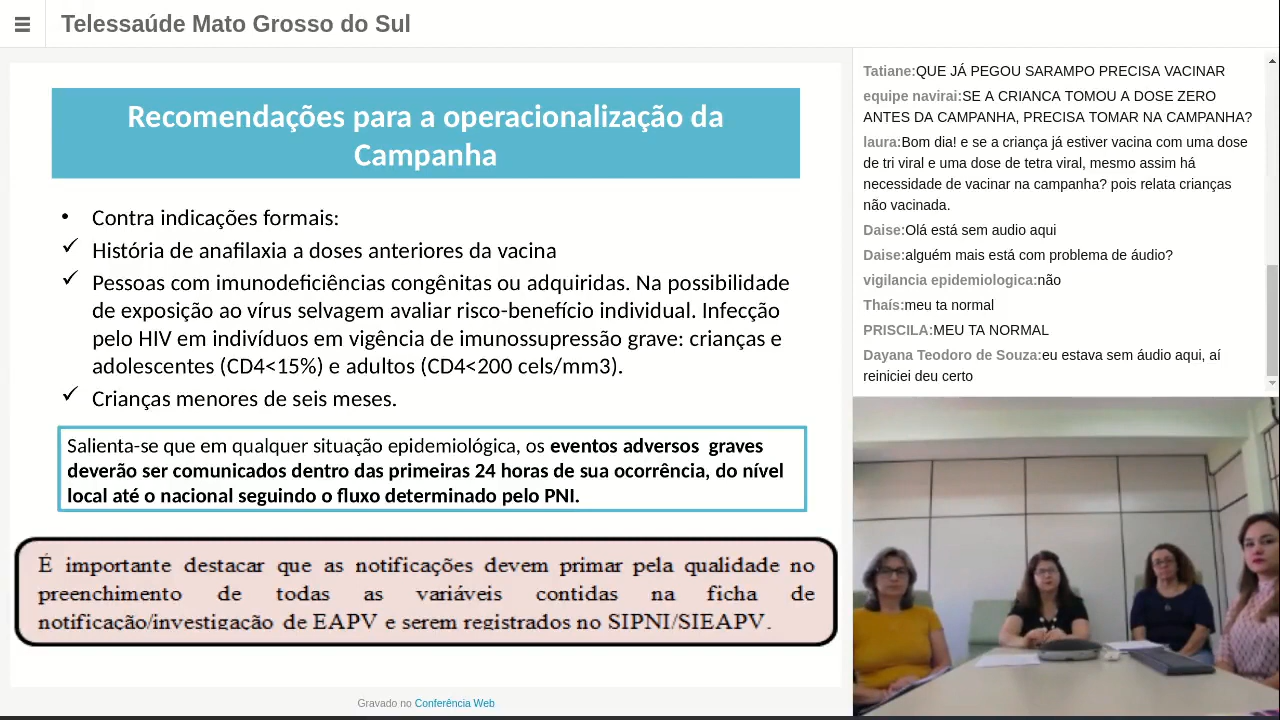 Telessaúde Mato Grosso do Sul
Recomendações para a operacionalização da
Campanha
• Contra indicações formais:
✓ História de anafilaxia a doses anteriores da vacina
✓ Pessoas com imunodeficiências congênitas ou adquiridas. Na possibilidade
de exposição ao vírus selvagem avaliar risco-benefício individual. Infecção
pelo HIV em indivíduos em vigência de imunossupressão grave: crianças e
adolescentes (CD4<15%) e adultos (CD4<200 cels/mm3).
✓ Crianças menores de seis meses.
Salienta-se que em qualquer situação epidemiológica, os eventos adversos graves
deverão ser comunicados dentro das primeiras 24 horas de sua ocorrência, do nível
local até o nacional seguindo o fluxo determinado pelo PNI.
É importante destacar que as notificações devem primar pela qualidade no
preenchimento de todas as variáveis contidas na ficha de
notificação/investigação de EAPV e serem registrados no SIPNI/SIEAPV.
Gravado no Conferência Web
Tatiane:QUE JÁ PEGOU SARAMPO PRECISA VACINAR
equipe navirai:SE A CRIANCA TOMOU A DOSE ZERO
ANTES DA CAMPANHA, PRECISA TOMAR NA CAMPANHA?
laura:Bom dia! e se a criança já estiver vacina com uma dose
de tri viral e uma dose de tetra viral, mesmo assim há
necessidade de vacinar na campanha? pois relata crianças
não vacinada.
Daise:Olá está sem audio aqui
Daise:alguém mais está com problema de áudio?
vigilancia epidemiologica:não
Thaís:meu ta normal
PRISCILA:MEU TA NORMAL
Dayana Teodoro de Souza:eu estava sem áudio aqui, aí
reiniciei deu certo